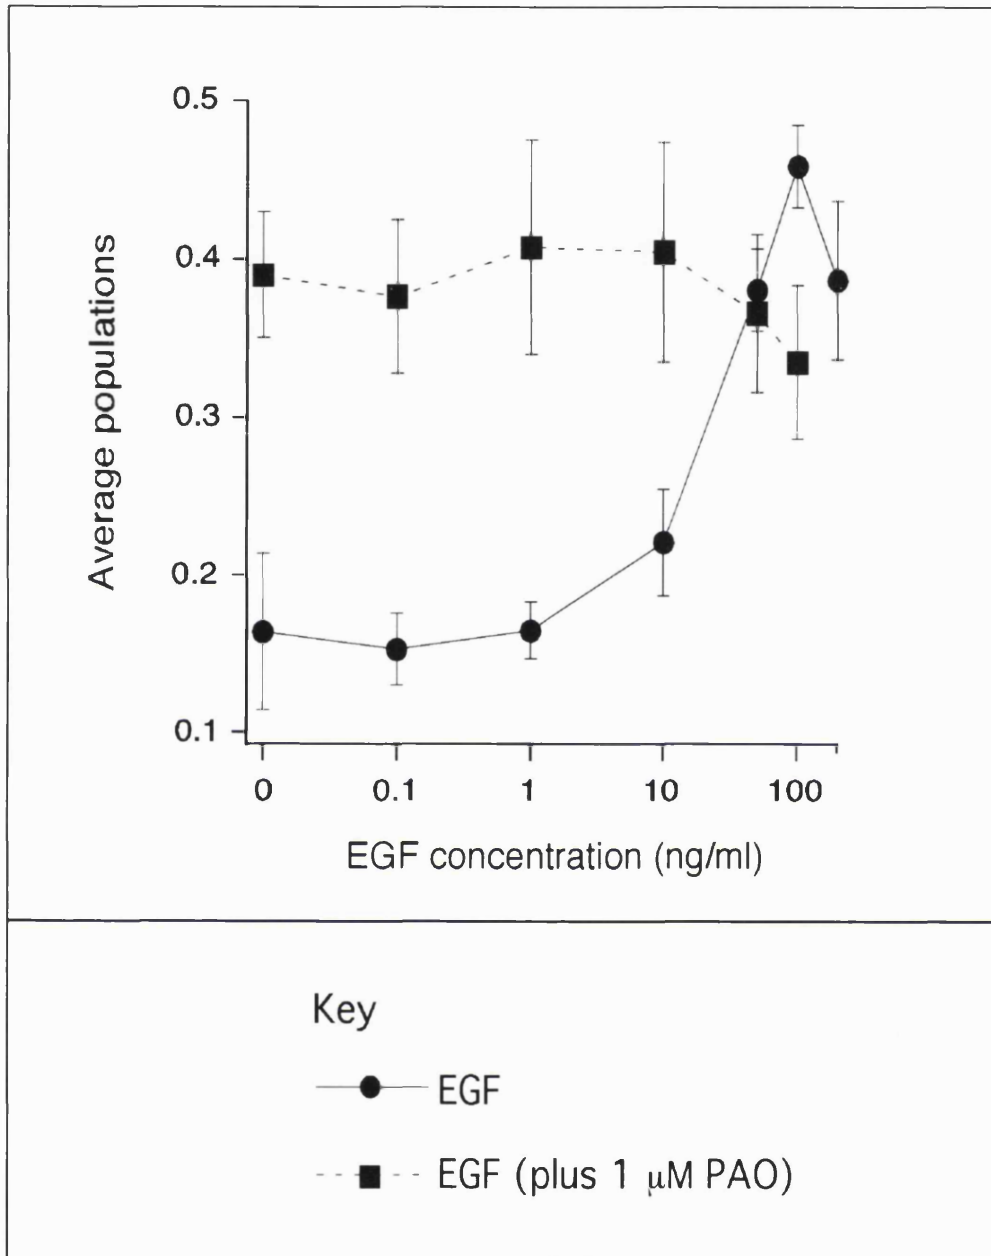 0.5
0.4
0.3
0.2
0.1
Average populations
0 0.1 1 10 100
EGF concentration (ng/ml)
Key
EGF
EGF (plus 1 μM PAO)